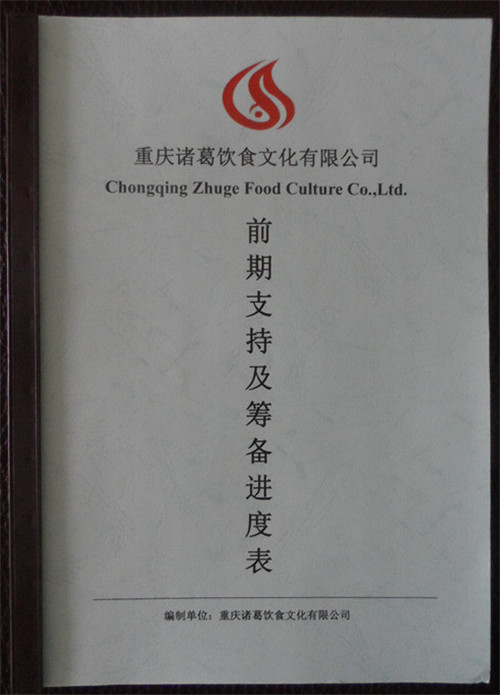 重庆诸葛饮食文化有限公司
Chongqing Zhuge Food Culture Co.,Ltd.
前期支持及筹备进度表
编制单位：重庆诸葛饮食文化有限公司